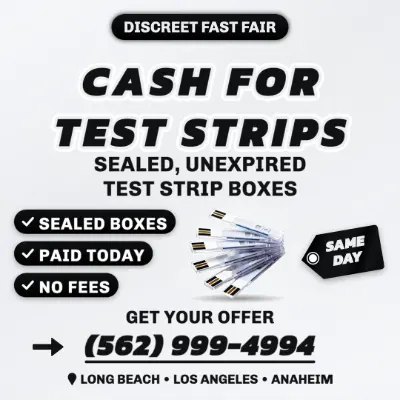 DISCREET FAST FAIR
CASH FOR
TEST STRIPS
SEALED, UNEXPIRED
TEST STRIP BOXES
SEALED BOXES
PAID TODAY
NO FEES
SAME
DAY
GET YOUR OFFER
(562) 999-4994
LONG BEACH • LOS ANGELES • ANAHEIM